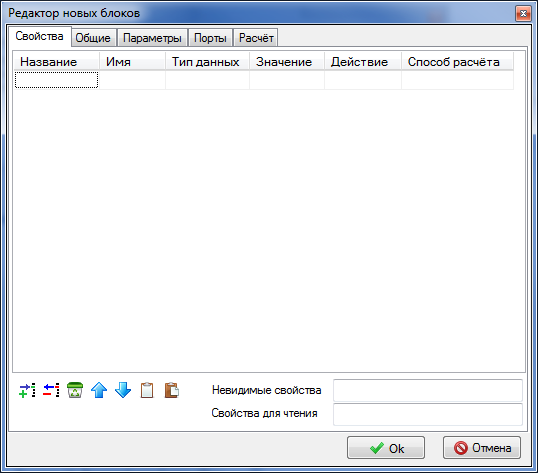 Редактор новых блоков
Свойства Общие Параметры Порты Расчёт
Название Имя Тип данных Значение Действие Способ расчёта
Невидимые свойства
Свойства для чтения
Ok Отмена